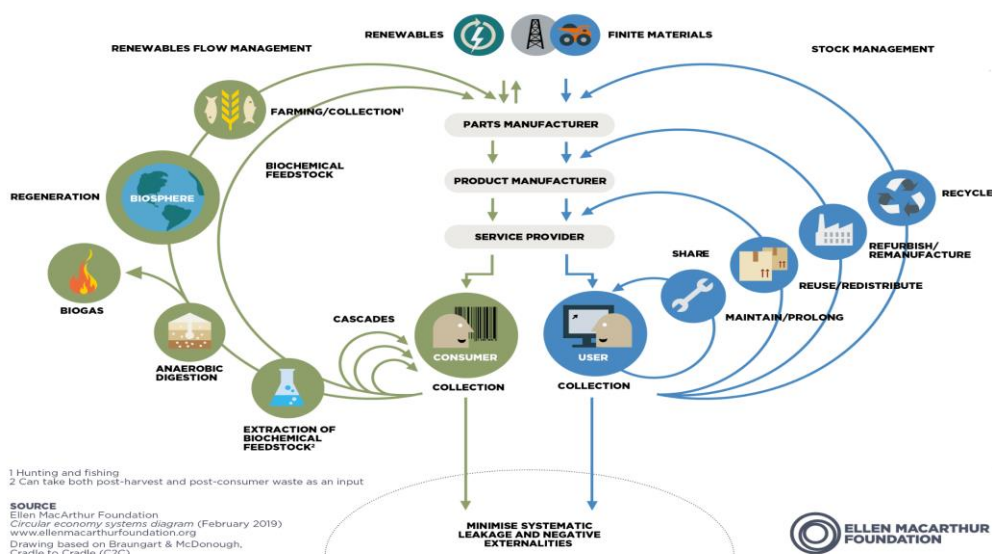 RENEWABLES
FINITE MATERIALS
RENEWABLES FLOW MANAGEMENT
STOCK MANAGEMENT
FARMING/COLLECTION¹
PARTS MANUFACTURER
BIOCHEMICAL
FEEDSTOCK
PRODUCT MANUFACTURER
REGENERATION
BIOSPHERE
RECYCLE
SERVICE PROVIDER
REFURBISH/
REMANUFACTURE
SHARE
REUSE/REDISTRIBUTE
BIOGAS
CASCADES
MAINTAIN/PROLONG
CONSUMER
USER
ANAEROBIC
DIGESTION
COLLECTION
COLLECTION
EXTRACTION OF
BIOCHEMICAL
FEEDSTOCK²
1 Hunting and fishing
2 Can take both post-harvest and post-consumer waste as an input
SOURCE
Ellen MacArthur Foundation
Circular economy systems diagram (February 2019)
www.ellenmacarthurfoundation.org
Drawing based on Braungart & McDonough,
Cradle to Cradle (C2C)
MINIMISE SYSTEMATIC
LEAKAGE AND NEGATIVE
EXTERNALITIES
ELLEN MACARTHUR
FOUNDATION